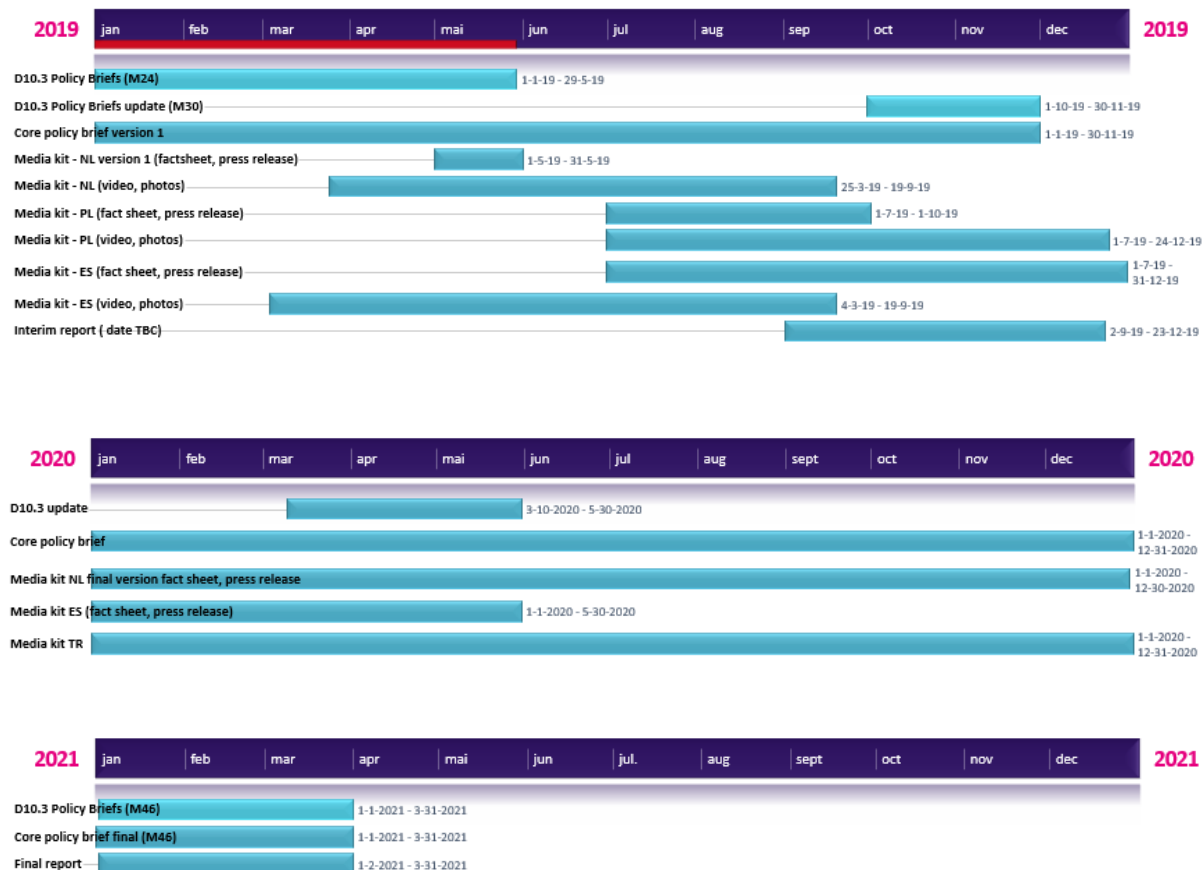 2019 jan feb mar apr mai jun jul aug sep oct nov dec 2019
D10.3 Policy Briefs (M24) 1-1-19 - 29-5-19
D10.3 Policy Briefs update (M30) 1-10-19 - 30-11-19
Core policy brief version 1 1-1-19 - 30-11-19
Media kit - NL version 1 (factsheet, press release) 1-5-19 - 31-5-19
Media kit - NL (video, photos) 25-3-19 - 19-9-19
Media kit - PL (fact sheet, press release) 1-7-19 - 1-10-19
Media kit - PL (video, photos) 1-7-19 - 24-12-19
Media kit - ES (fact sheet, press release) 1-7-19 -
31-12-19
Media kit - ES (video, photos) 4-3-19 - 19-9-19
Interim report ( date TBC) 2-9-19 - 23-12-19
2020 jan feb mar apr mai jun jul aug sept oct nov dec 2020
D10.3 update 3-10-2020 - 5-30-2020
Core policy brief 1-1-2020 -
12-31-2020
Media kit NL final version fact sheet, press release 1-1-2020 -
12-30-2020
Media kit ES (fact sheet, press release) 1-1-2020 - 5-30-2020
Media kit TR 1-1-2020 -
12-31-2020
2021 jan feb mar apr mai jun jul. aug sept oct nov dec 2021
D10.3 Policy Briefs (M46) 1-1-2021 - 3-31-2021
Core policy brief final (M46) 1-1-2021 - 3-31-2021
Final report 1-2-2021 - 3-31-2021